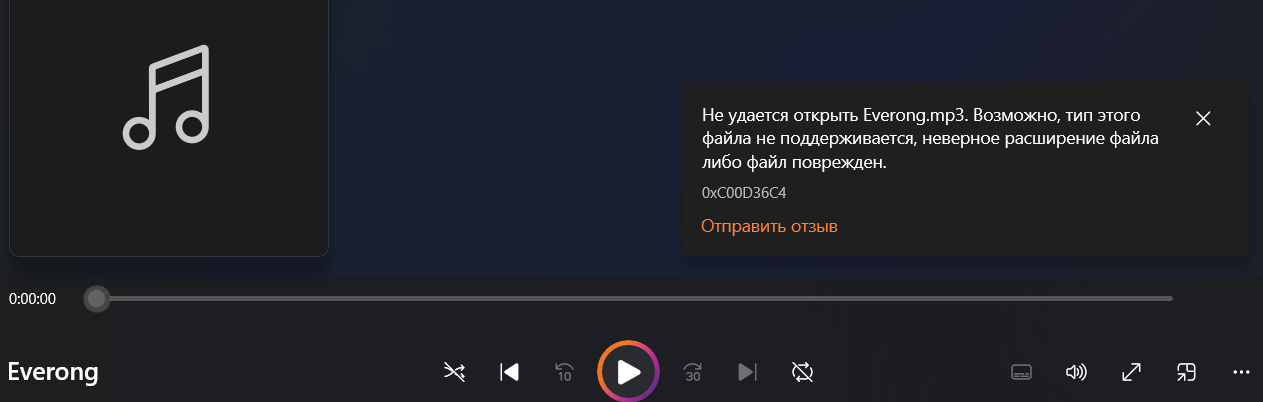 Не удается открыть Everong.mp3. Возможно, тип этого
файла не поддерживается, неверное расширение файла
либо файл поврежден.
0xC00D36C4
Отправить отзыв
0:00:00
Everong
10
30